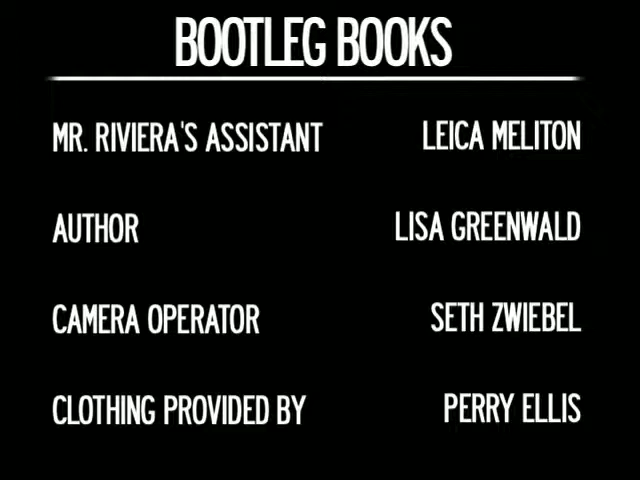 BOOTLEG BOOKS
MR. RIVIERA'S ASSISTANT LEICA MELITON
AUTHOR LISA GREENWALD
CAMERA OPERATOR SETH ZWIEBEL
CLOTHING PROVIDED BY PERRY ELLIS